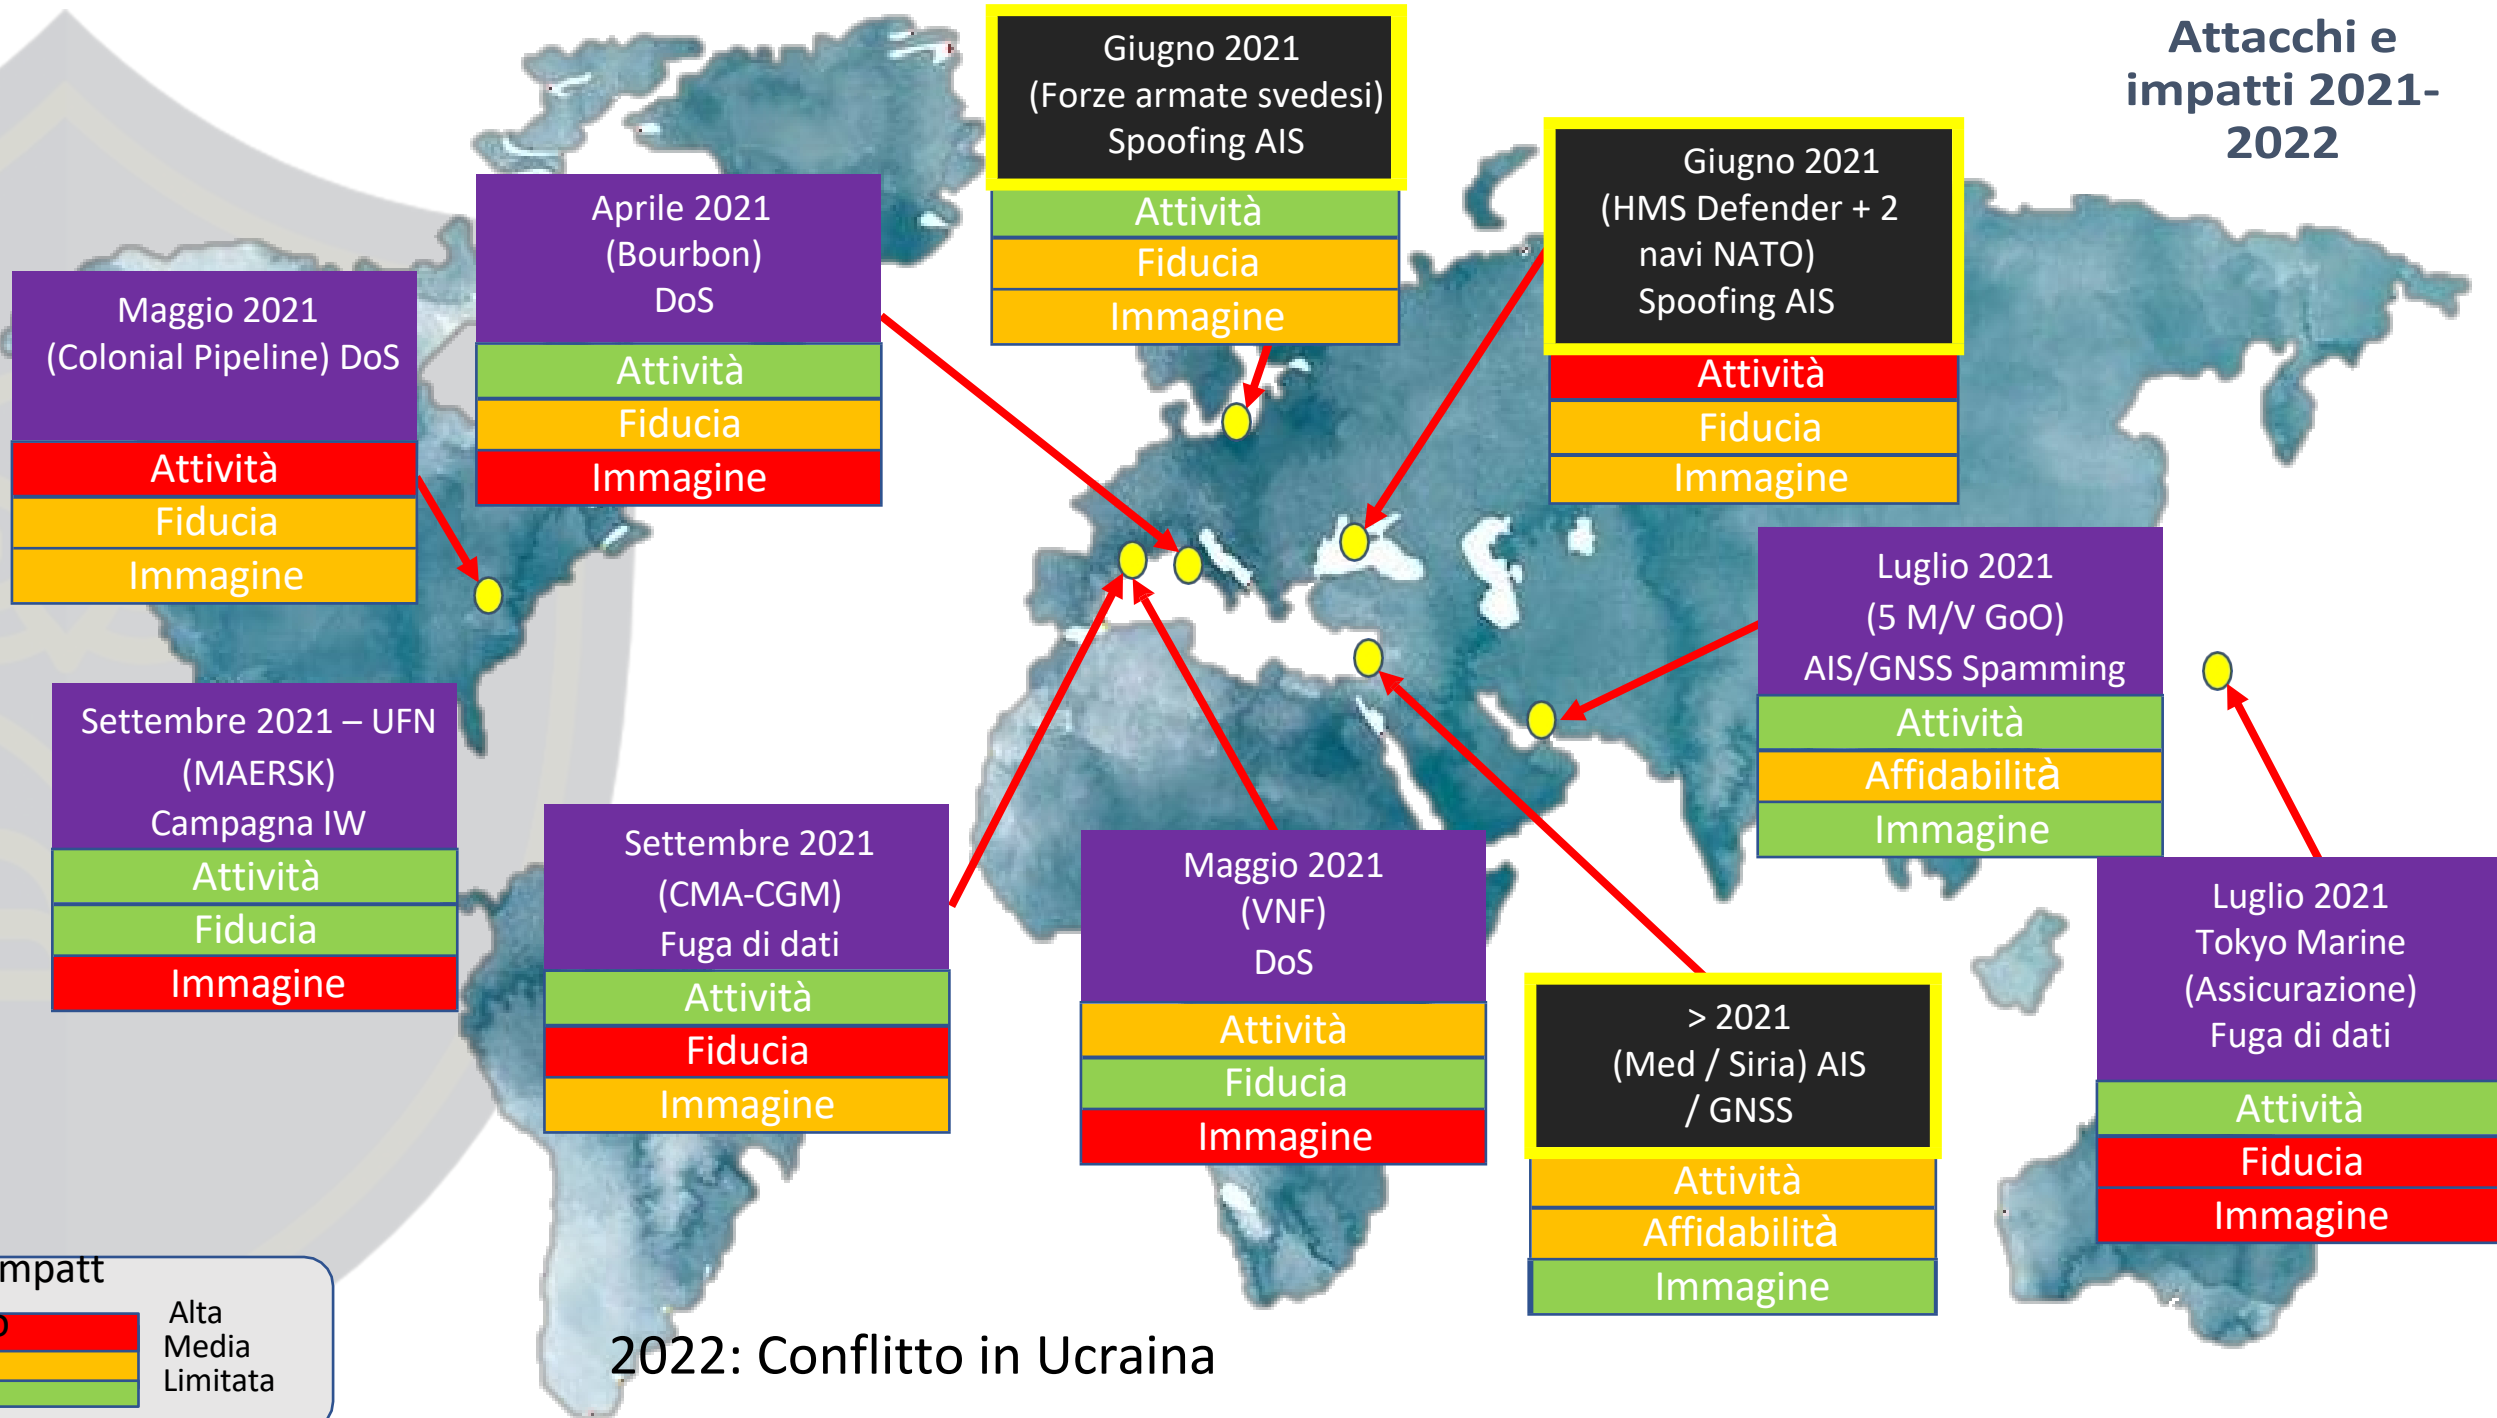 Attacchi e
impatti 2021-
2022
Giugno 2021
(Forze armate svedesi)
Spoofing AIS
Attività
Fiducia
Immagine
Giugno 2021
(HMS Defender + 2
navi NATO)
Spoofing AIS
Attività
Fiducia
Immagine
Aprile 2021
(Bourbon)
DoS
Attività
Fiducia
Immagine
Maggio 2021
(Colonial Pipeline) DoS
Attività
Fiducia
Immagine
Luglio 2021
(5 M/V GoO)
AIS/GNSS Spamming
Attività
Affidabilità
Immagine
Settembre 2021 – UFN
(MAERSK)
Campagna IW
Attività
Fiducia
Immagine
Settembre 2021
(CMA-CGM)
Fuga di dati
Attività
Fiducia
Immagine
Maggio 2021
(VNF)
DoS
Attività
Fiducia
Immagine
> 2021
(Med / Siria) AIS
/ GNSS
Attività
Affidabilità
Immagine
Luglio 2021
Tokyo Marine
(Assicurazione)
Fuga di dati
Attività
Fiducia
Immagine
mpatt
o
Alta
Media
Limitata
2022: Conflitto in Ucraina